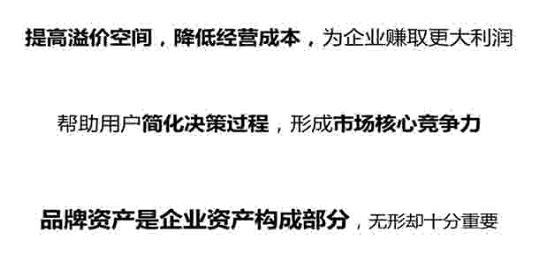 提高溢价空间，降低经营成本，为企业赚取更大利润
帮助用户简化决策过程，形成市场核心竞争力
品牌资产是企业资产构成部分，无形却十分重要